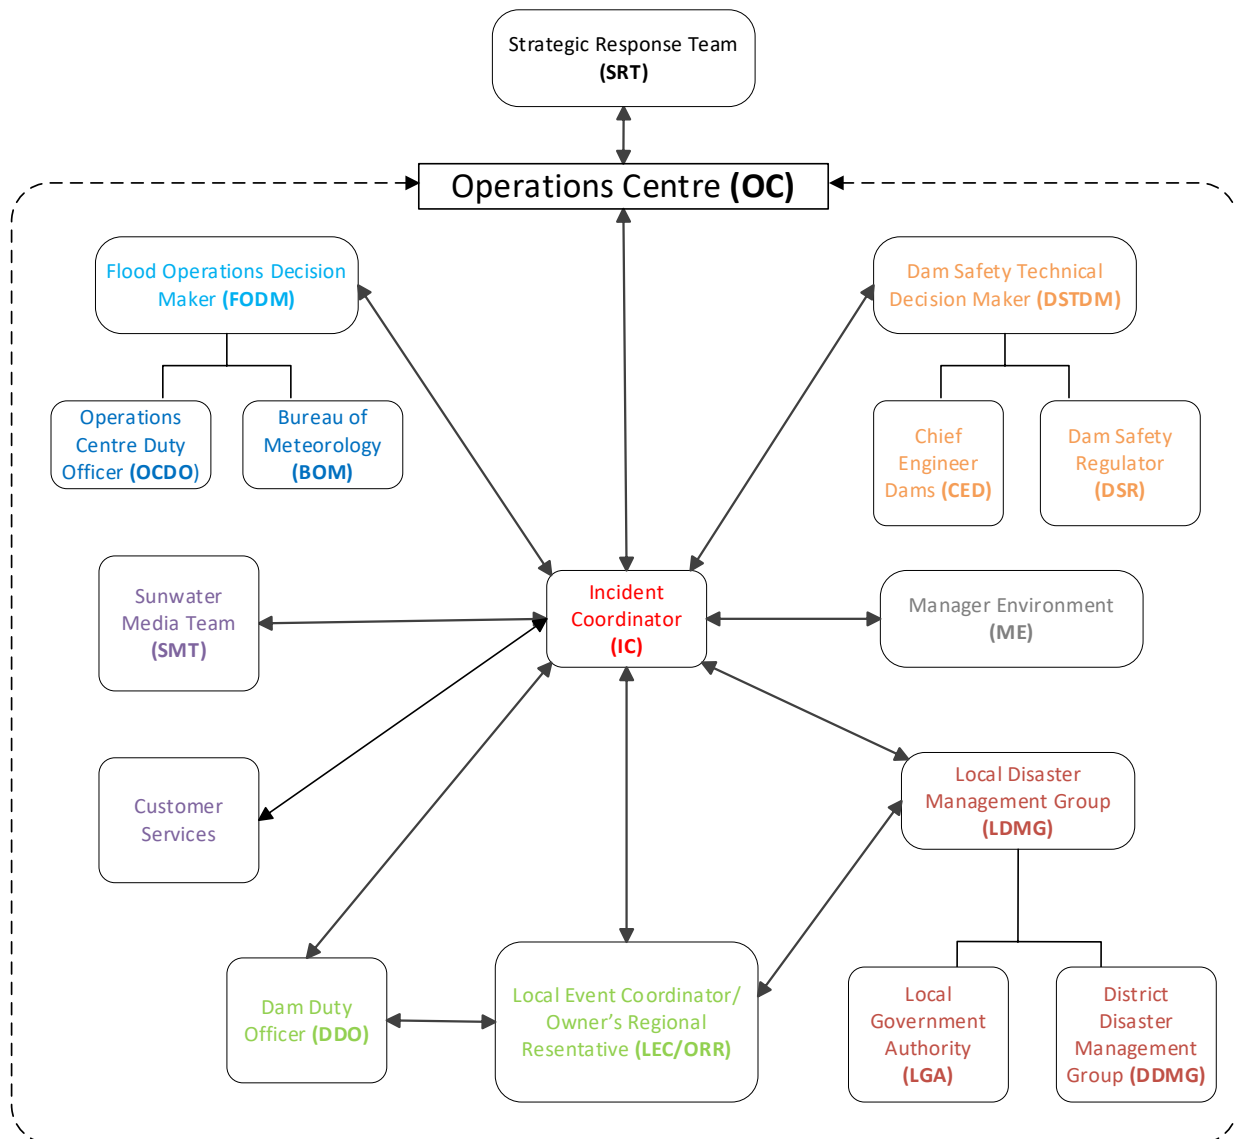 Strategic Response Team
(SRT)
Operations Centre (OC)
Flood Operations Decision
Maker (FODM)
Dam Safety Technical
Decision Maker (DSTDM)
Operations
Centre Duty
Officer (OCDO)
Bureau of
Meteorology
(BOM)
Chief
Engineer
Dams (CED)
Dam Safety
Regulator
(DSR)
Sunwater
Media Team
(SMT)
Incident
Coordinator
(IC)
Manager Environment
(ME)
Customer
Services
Local Disaster
Management Group
(LDMG)
Dam Duty
Officer (DDO)
Local Event Coordinator/
Owner’s Regional
Resentative (LEC/ORR)
Local
Government
Authority
(LGA)
District
Disaster
Management
Group (DDMG)